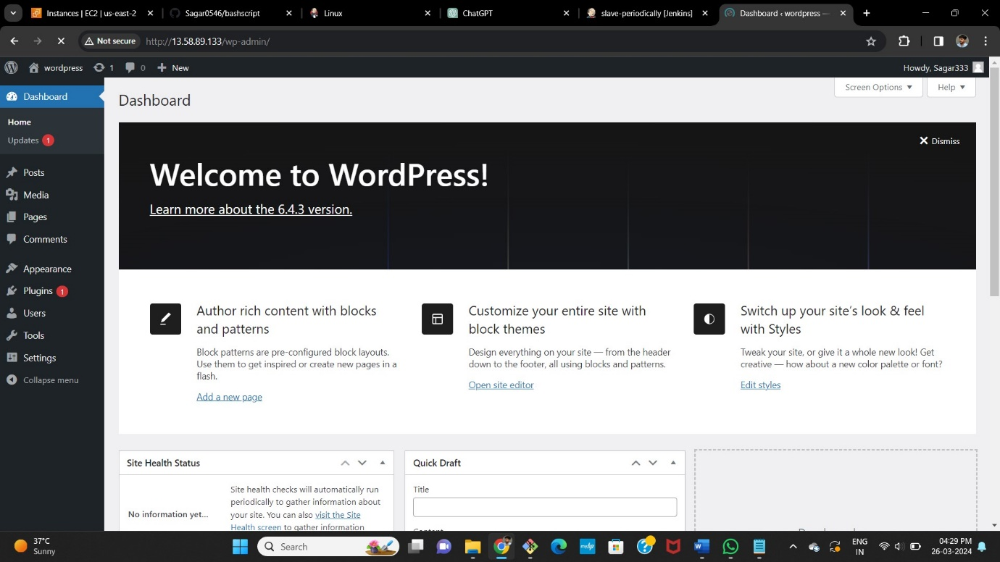 Instances | EC2 | us-east-2
Sagar0546/bashscript
Linux
ChatGPT
slave-periodically [Jenkins]
Dashboard ‹ wordpress —
Not secure
http://13.58.89.133/wp-admin/
wordpress
1
0
New
Howdy, Sagar333
Dashboard
Home
Updates 1
Posts
Media
Pages
Comments
Appearance
Plugins 1
Users
Tools
Settings
Collapse menu
Screen Options
Help
Dashboard
Dismiss
Welcome to WordPress!
Learn more about the 6.4.3 version.
Author rich content with blocks
and patterns
Block patterns are pre-configured block layouts.
Use them to get inspired or create new pages in a
flash.
Add a new page
Customize your entire site with
block themes
Design everything on your site — from the header
down to the footer, all using blocks and patterns.
Open site editor
Switch up your site’s look & feel
with Styles
Tweak your site, or give it a whole new look! Get
creative — how about a new color palette or font?
Edit styles
Site Health Status
No information yet...
Site health checks will automatically run
periodically to gather information about
your site. You can also visit the Site
Health screen to gather information
Quick Draft
Title
37°C
Sunny
Search
ENG
IN
04:29 PM
26-03-2024